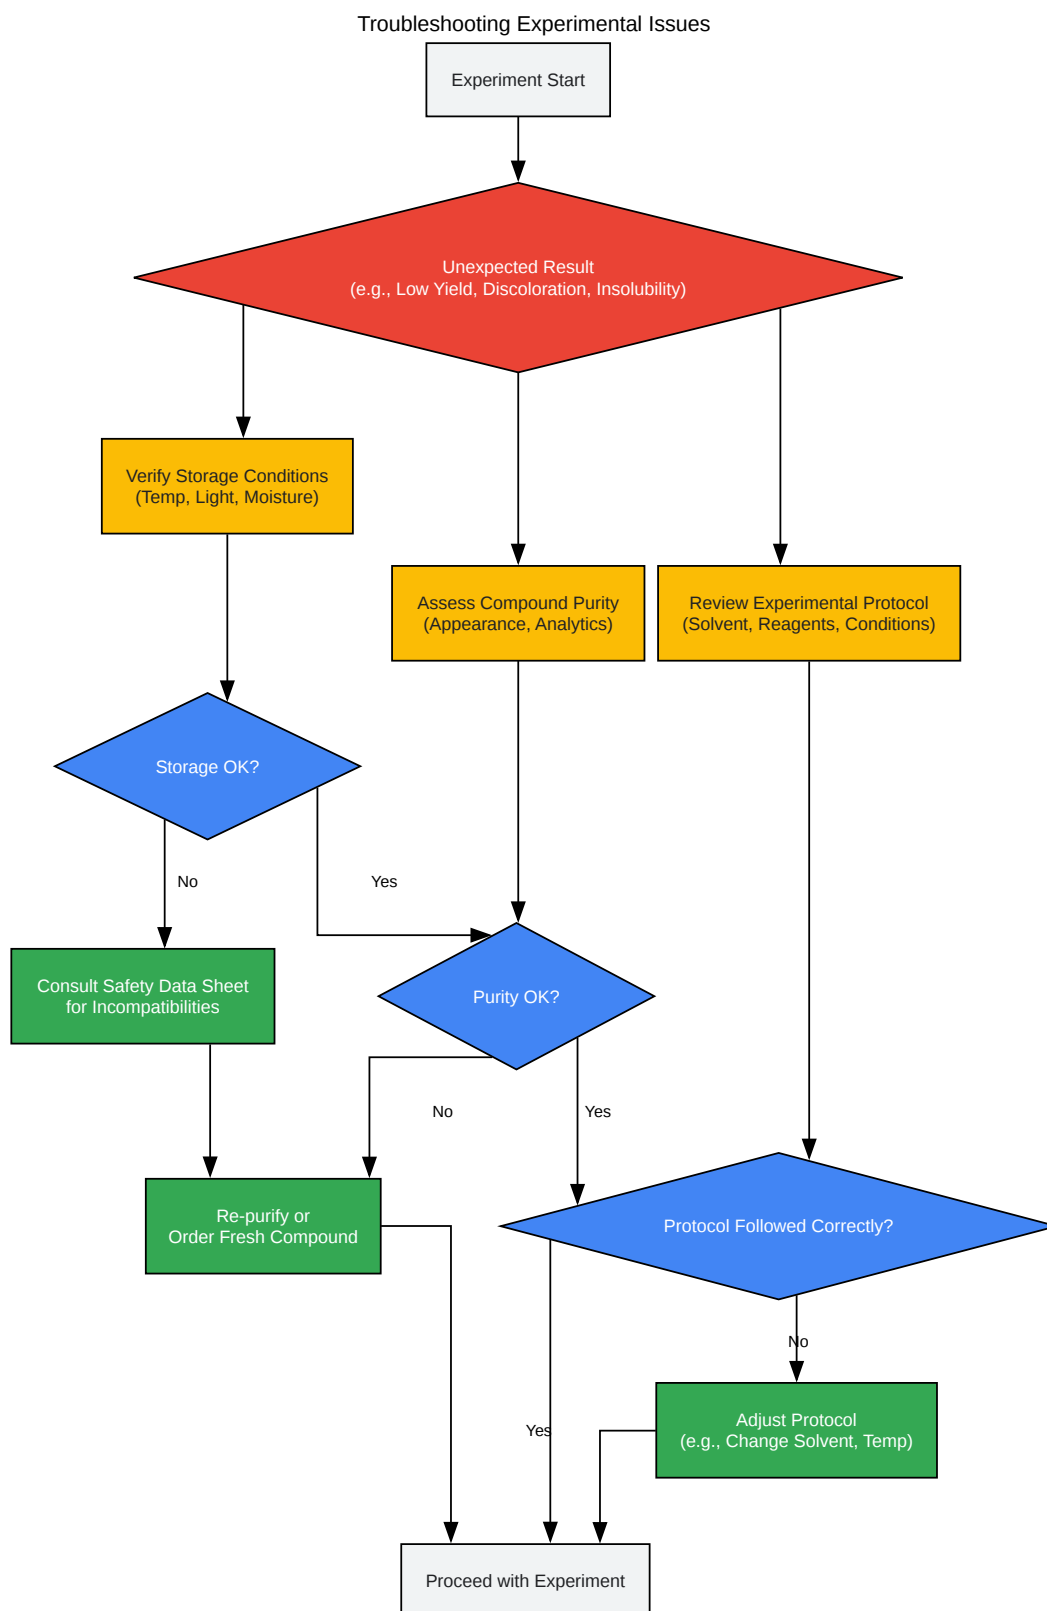 Troubleshooting Experimental Issues
Experiment Start
Unexpected Result
(e.g., Low Yield, Discoloration, Insolubility)
Verify Storage Conditions
(Temp, Light, Moisture)
Assess Compound Purity
(Appearance, Analytics)
Review Experimental Protocol
(Solvent, Reagents, Conditions)
Storage OK?
No
Yes
Consult Safety Data Sheet
for Incompatibilities
Purity OK?
No
Yes
Re-purify or
Order Fresh Compound
Protocol Followed Correctly?
No
Yes
Adjust Protocol
(e.g., Change Solvent, Temp)
Proceed with Experiment